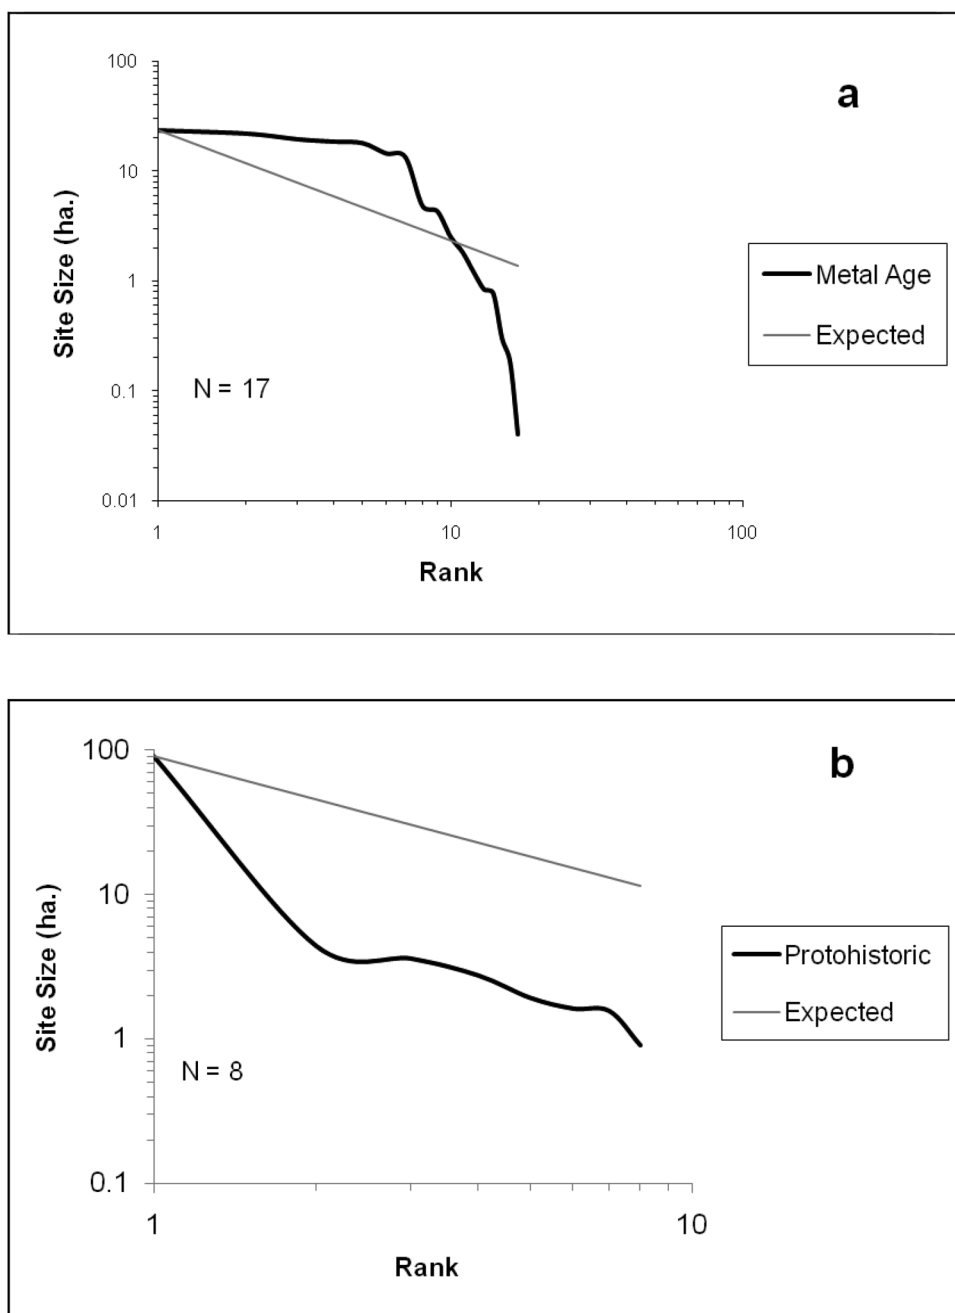 a
100
10
1
0.1
0.01
Site Size (ha.)
N = 17
1
10
100
Rank
Metal Age
Expected
b
100
10
1
0.1
Site Size (ha.)
N = 8
1
10
Rank
Protohistoric
Expected